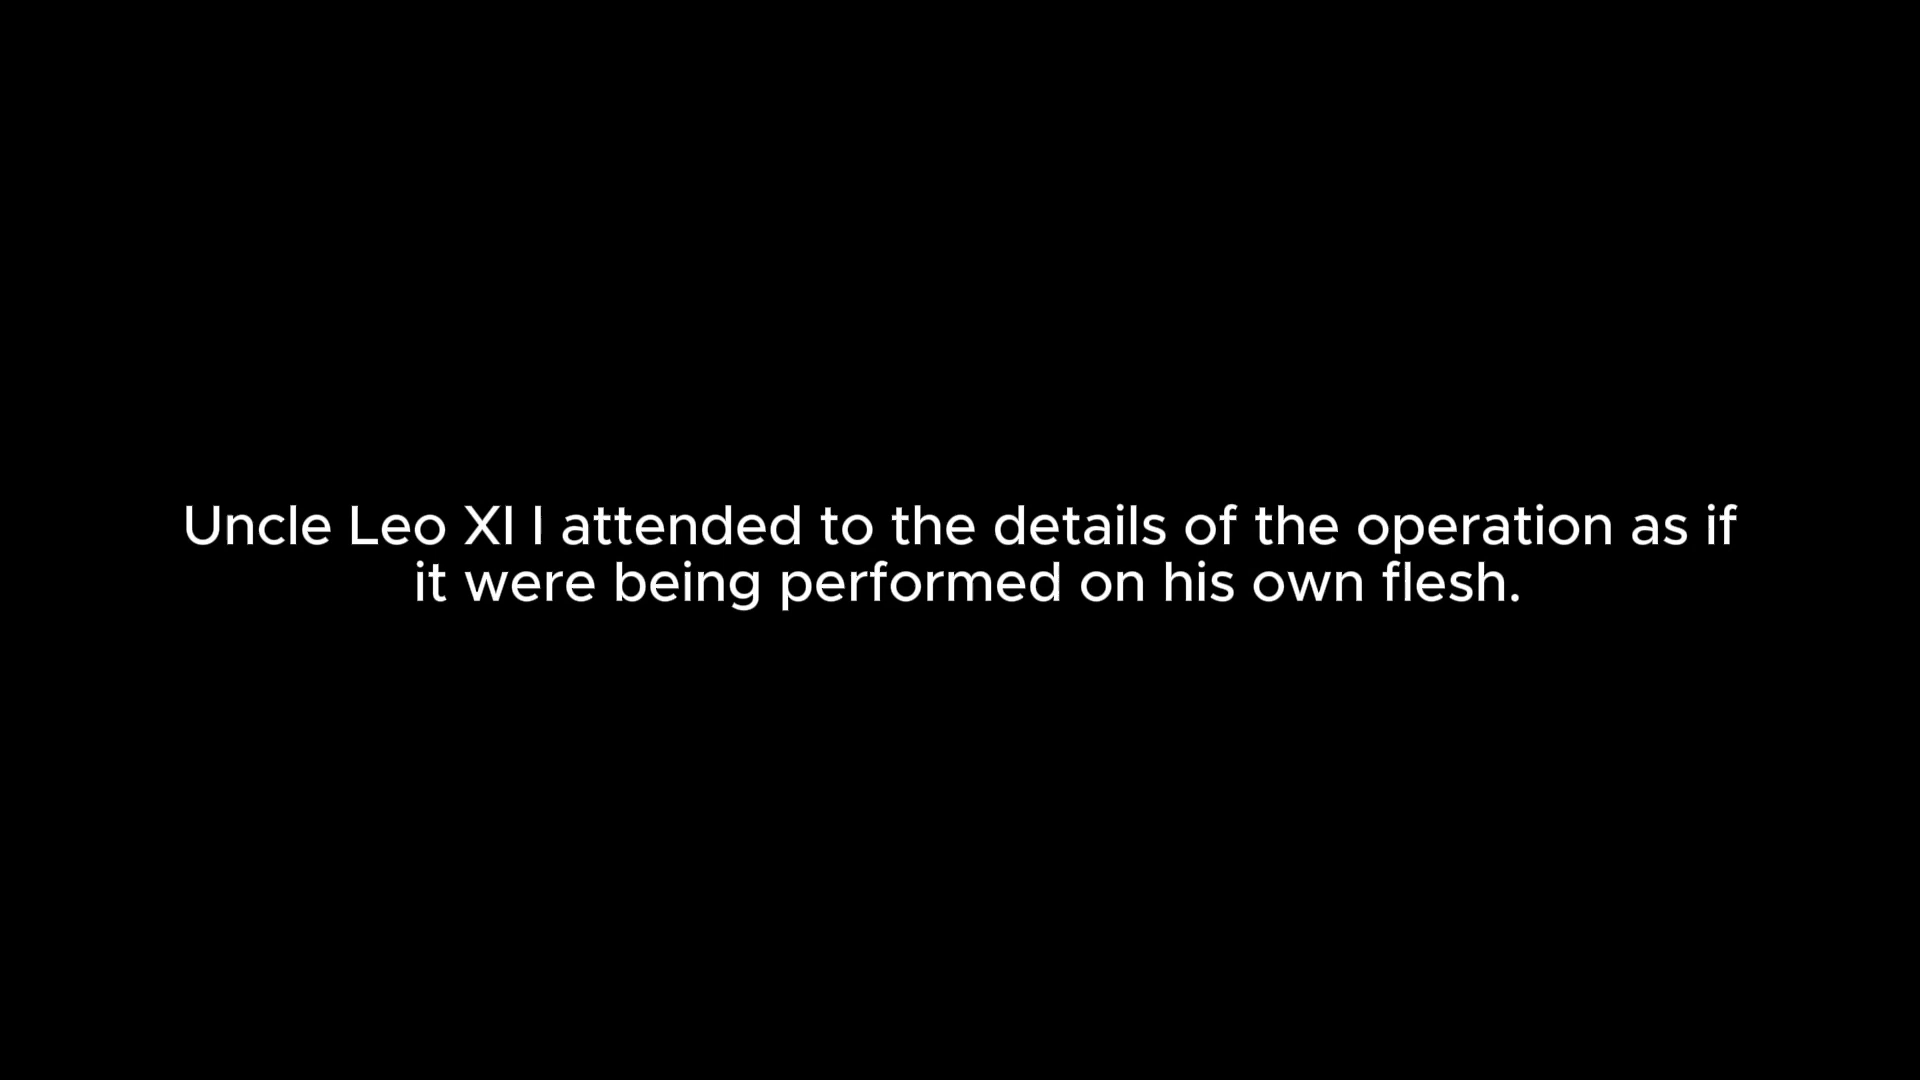 Uncle Leo XI I attended to the details of the operation as if
it were being performed on his own flesh.